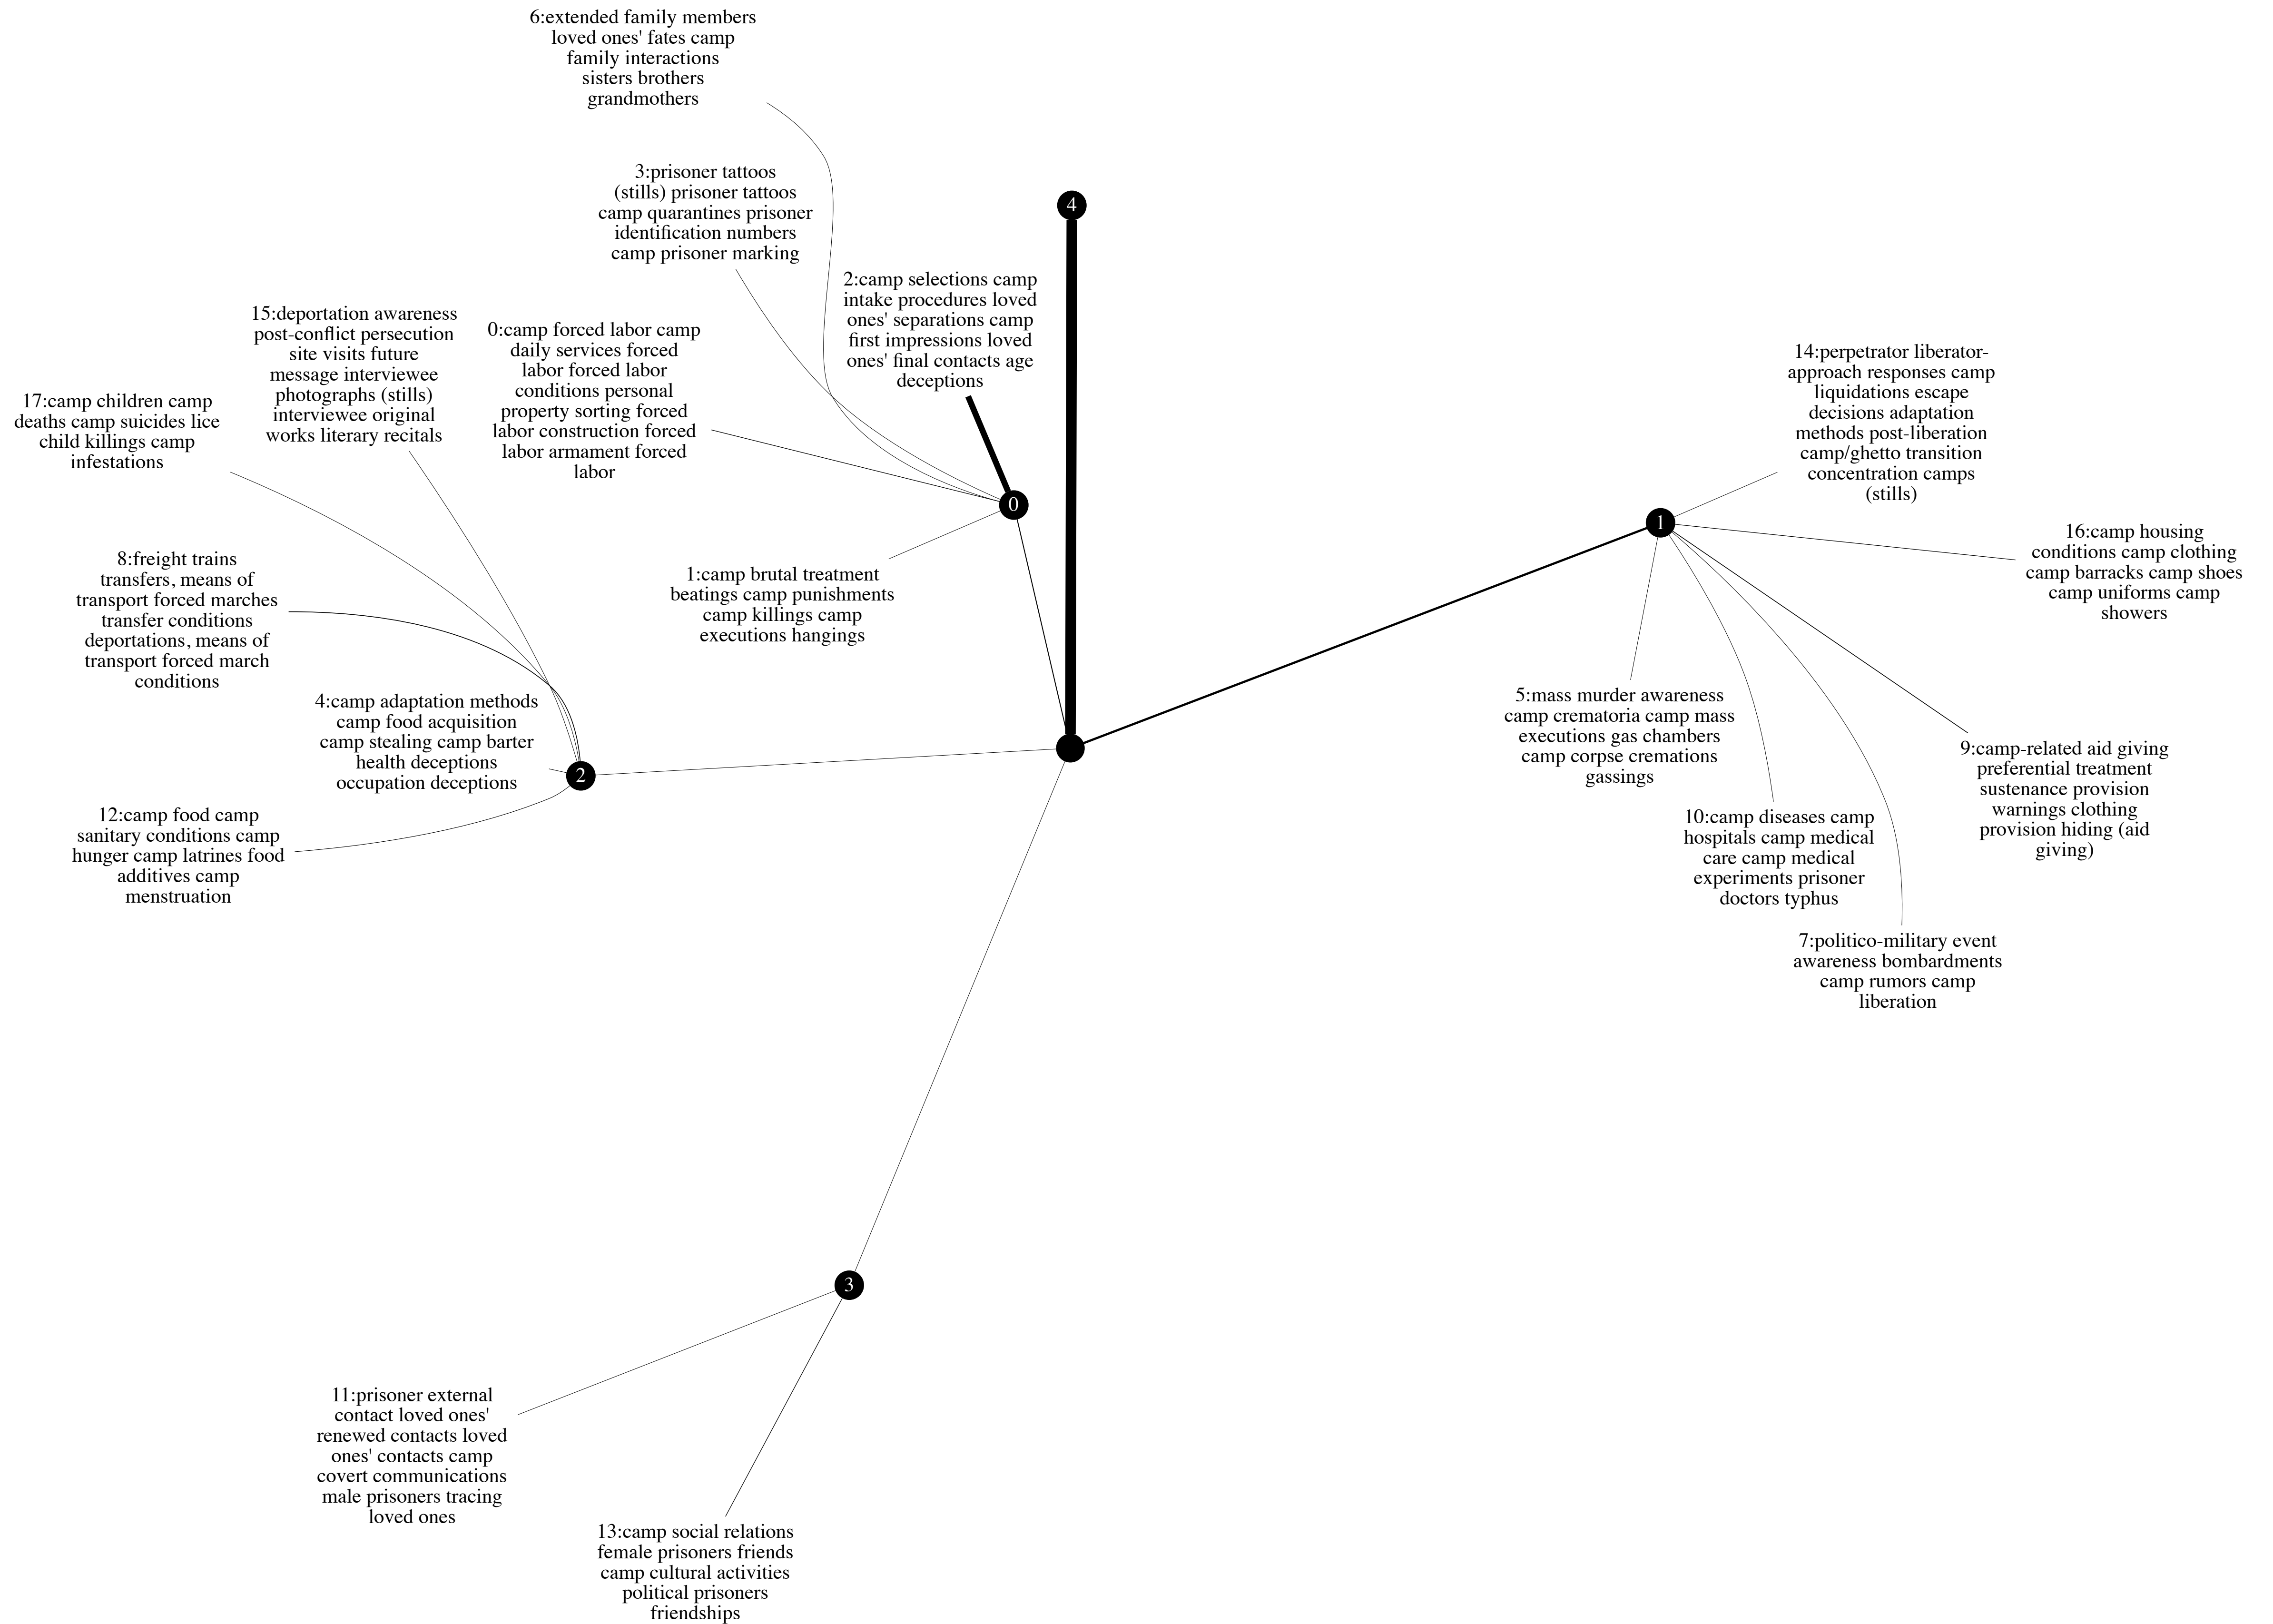 6:extended family members
loved ones' fates camp
family interactions
sisters brothers
grandmothers
3:prisoner tattoos
(stills) prisoner tattoos
camp quarantines prisoner
identification numbers
camp prisoner marking
4
2:camp selections camp
intake procedures loved
ones' separations camp
first impressions loved
ones' final contacts age
deceptions
15:deportation awareness
post-conflict persecution
site visits future
message interviewee
photographs (stills)
interviewee original
works literary recitals
0:camp forced labor camp
daily services forced
labor forced labor
conditions personal
property sorting forced
labor construction forced
labor armament forced
labor
14:perpetrator liberator-
approach responses camp
liquidations escape
decisions adaptation
methods post-liberation
camp/ghetto transition
concentration camps
(stills)
17:camp children camp
deaths camp suicides lice
child killings camp
infestations
0
1
16:camp housing
conditions camp clothing
camp barracks camp shoes
camp uniforms camp
showers
8:freight trains
transfers, means of
transport forced marches
transfer conditions
deportations, means of
transport forced march
conditions
1:camp brutal treatment
beatings camp punishments
camp killings camp
executions hangings
4:camp adaptation methods
camp food acquisition
camp stealing camp barter
health deceptions
occupation deceptions
2
5:mass murder awareness
camp crematoria camp mass
executions gas chambers
camp corpse cremations
gassings
9:camp-related aid giving
preferential treatment
sustenance provision
warnings clothing
provision hiding (aid
giving)
12:camp food camp
sanitary conditions camp
hunger camp latrines food
additives camp
menstruation
10:camp diseases camp
hospitals camp medical
care camp medical
experiments prisoner
doctors typhus
7:politico-military event
awareness bombardments
camp rumors camp
liberation
3
11:prisoner external
contact loved ones'
renewed contacts loved
ones' contacts camp
covert communications
male prisoners tracing
loved ones
13:camp social relations
female prisoners friends
camp cultural activities
political prisoners
friendships